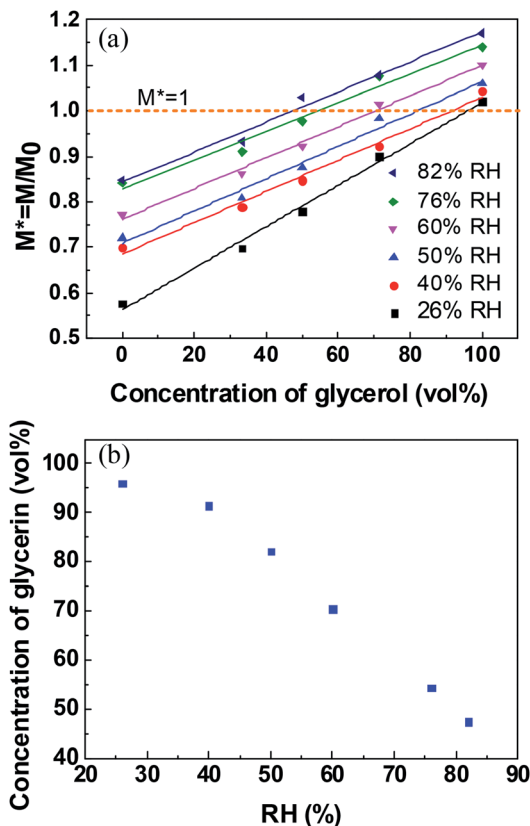 (a)
1.2
1.1
M*=1
1.0
0.9
0.8
0.7
0.6
0.5
M*=M/M0
82% RH
76% RH
60% RH
50% RH
40% RH
26% RH
0 20 40 60 80 100
Concentration of glycerol (vol%)
(b)
100
90
80
70
60
50
40
Concentration of glycerin (vol%)
20 30 40 50 60 70 80 90
RH (%)